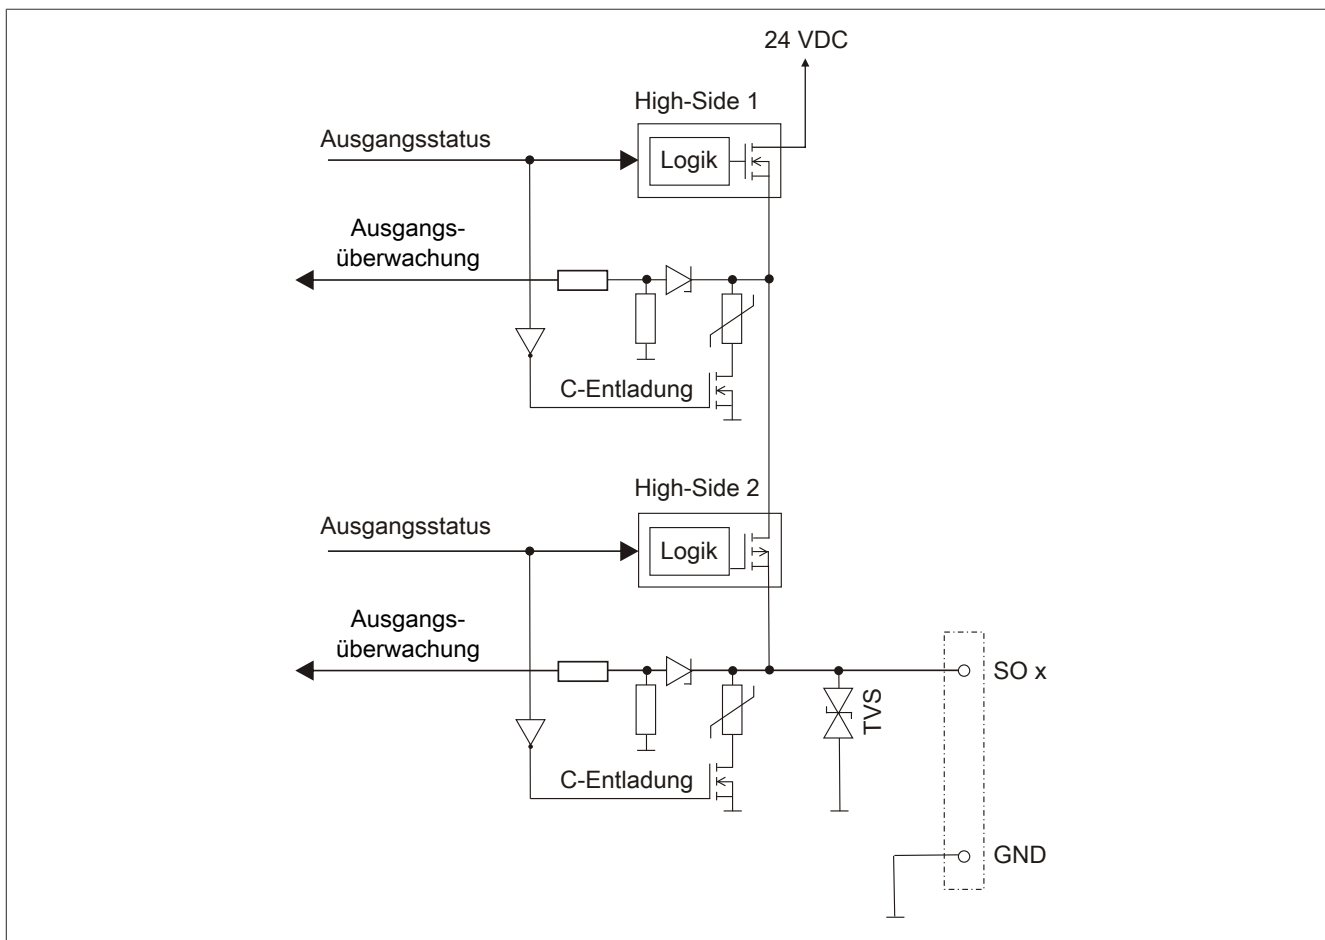 24 VDC
High-Side 1
Ausgangsstatus
Logik
Ausgangs-
überwachung
C-Entladung
High-Side 2
Ausgangsstatus
Logik
Ausgangs-
überwachung
SO x
TVS
C-Entladung
GND